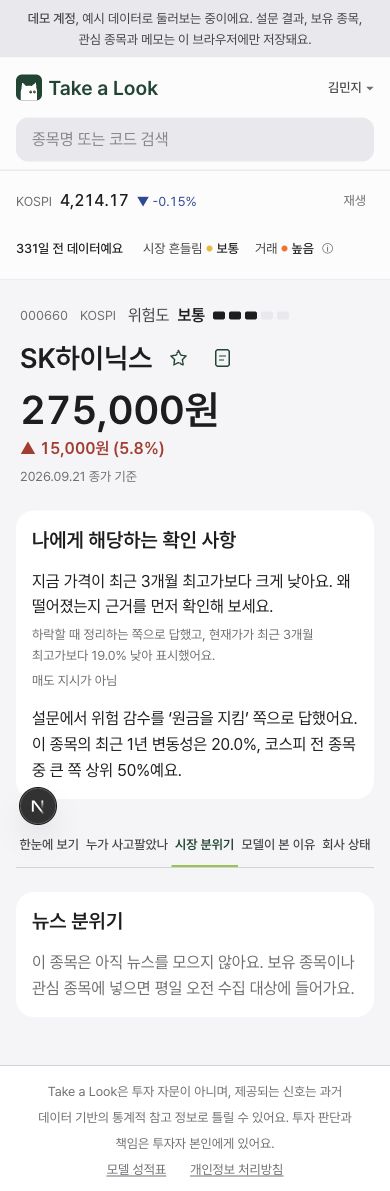 데모 계정, 예시 데이터로 둘러보는 중이에요. 설문 결과, 보유 종목,
관심 종목과 메모는 이 브라우저에만 저장돼요.
Take a Look
김민지
종목명 또는 코드 검색
KOSPI 4,214.17 ▼ -0.15% 재생
331일 전 데이터예요 시장 흔들림 보통 거래 높음 ⓘ
000660 KOSPI 위험도 보통
SK하이닉스
275,000원
▲ 15,000원 (5.8%)
2026.09.21 종가 기준
나에게 해당하는 확인 사항
지금 가격이 최근 3개월 최고가보다 크게 낮아요. 왜
떨어졌는지 근거를 먼저 확인해 보세요.
하락할 때 정리하는 쪽으로 답했고, 현재가가 최근 3개월
최고가보다 19.0% 낮아 표시했어요.
매도 지시가 아님
설문에서 위험 감수를 ‘원금을 지킴’ 쪽으로 답했어요.
이 종목의 최근 1년 변동성은 20.0%, 코스피 전 종목
중 큰 쪽 상위 50%예요.
N
한눈에 보기 누가 사고팔았나 시장 분위기 모델이 본 이유 회사 상태
뉴스 분위기
이 종목은 아직 뉴스를 모으지 않아요. 보유 종목이나
관심 종목에 넣으면 평일 오전 수집 대상에 들어가요.
Take a Look은 투자 자문이 아니며, 제공되는 신호는 과거
데이터 기반의 통계적 참고 정보로 틀릴 수 있어요. 투자 판단과
책임은 투자자 본인에게 있어요.
모델 성적표 개인정보 처리방침